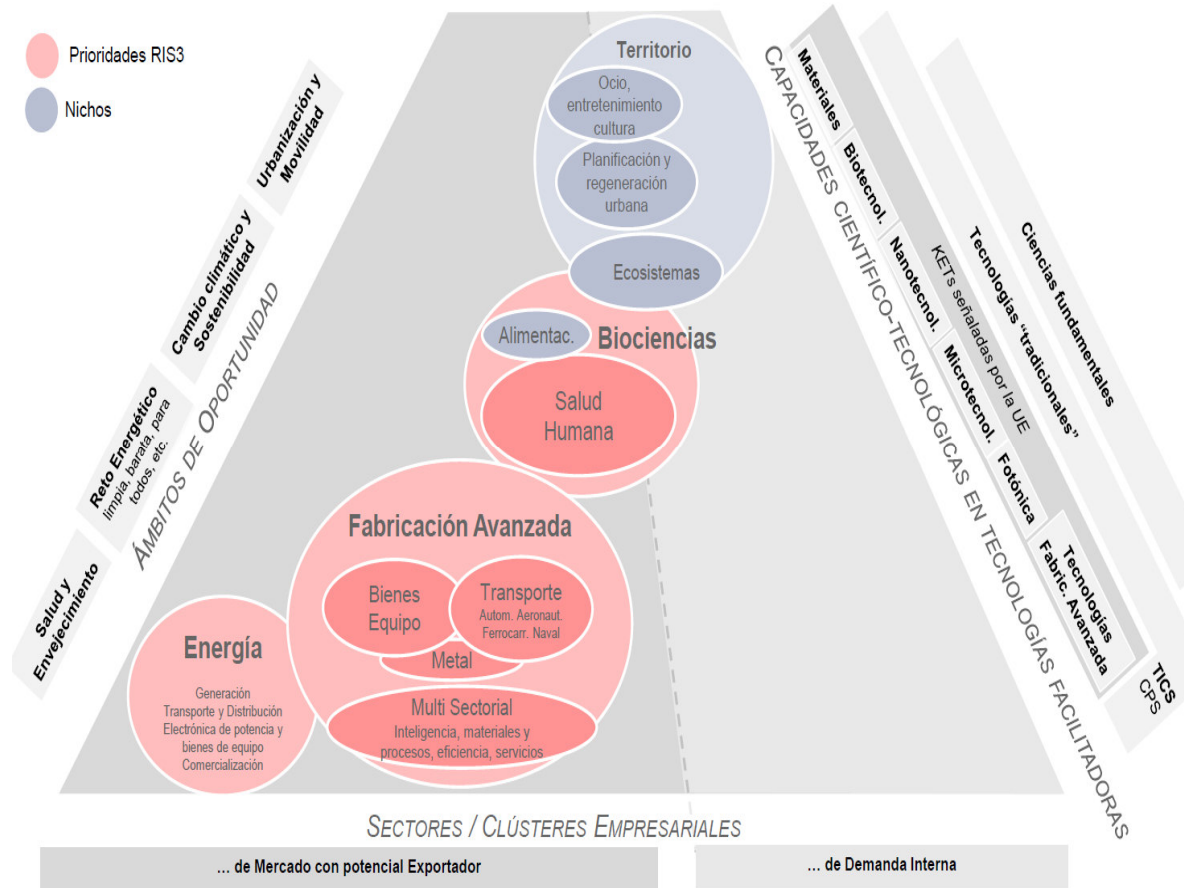 Prioridades RIS3
Nichos
Urbanización y
Movilidad
Cambio climático y
Sostenibilidad
Reto Energético
limpia, barata, para
todos, etc.
Salud y
Envejecimiento
ÁMBITOS DE OPORTUNIDAD
Territorio
Ocio,
entretenimiento
cultura
Planificación y
regeneración
urbana
Ecosistemas
Alimentac.
Biociencias
Salud
Humana
Fabricación Avanzada
Bienes
Equipo
Transporte
Autom. Aeronaut.
Ferrocarr. Naval
Metal
Multi Sectorial
Inteligencia, materiales y
procesos, eficiencia, servicios
Energía
Generación
Transporte y Distribución
Electrónica de potencia y
bienes de equipo
Comercialización
CAPACIDADES CIENTÍFICO-TECNOLÓGICAS EN TECNOLOGÍAS FACILITADORAS
Materiales
Biotecnol.
Nanotecnol.
Microtecnol.
Fotónica
Tecnologías
Fabric. Avanzada
KETs señaladas por la UE
Tecnologías “tradicionales”
Ciencias fundamentales
TICS
CPS
SECTORES / CLÚSTERES EMPRESARIALES
... de Mercado con potencial Exportador
... de Demanda Interna